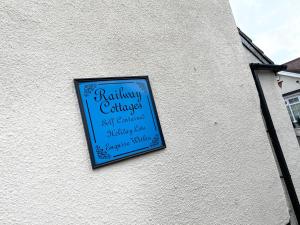 Railway
Cottages
Self Contained
Holiday Lets
Enquire Within